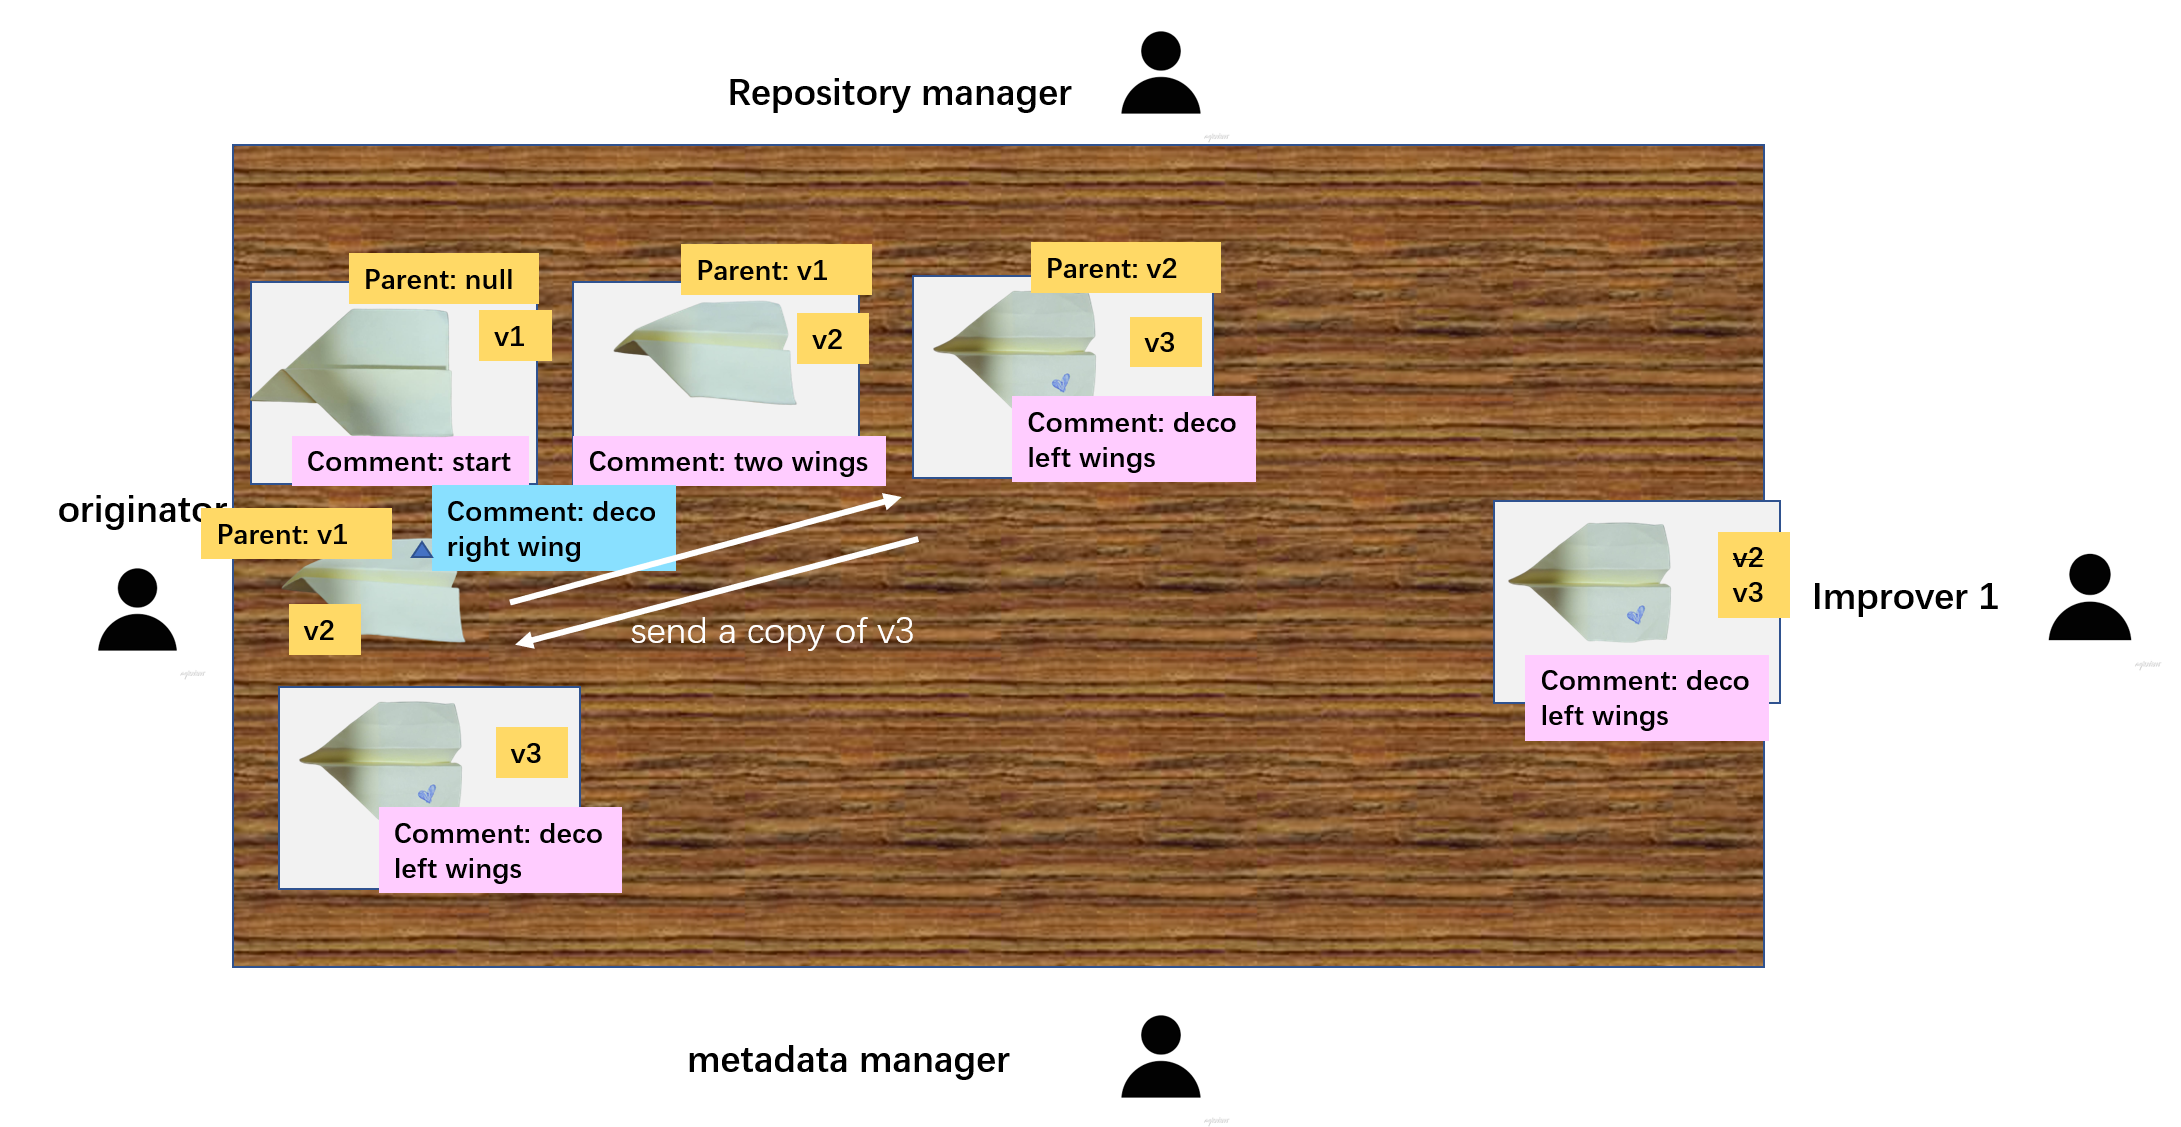 Repository manager
Parent: null
v1
Comment: start
Parent: v1
v2
Comment: two wings
Parent: v2
v3
Comment: deco
left wings
originator
Parent: v1
v2
Comment: deco
right wing
send a copy of v3
v3
Comment: deco
left wings
v2
v3
Comment: deco
left wings
Improver 1
metadata manager